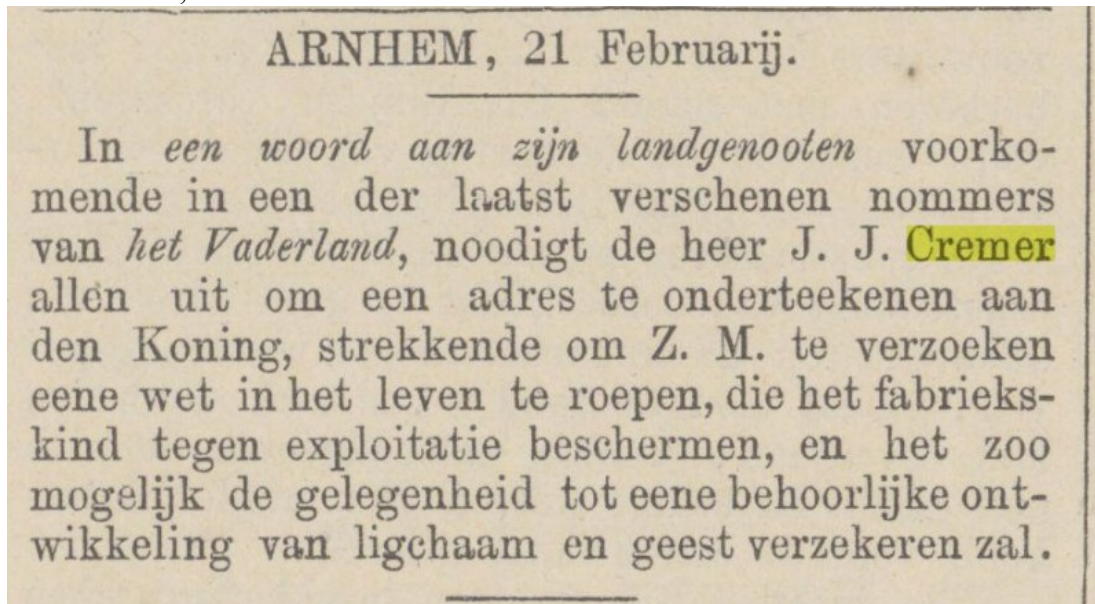 ARNHEM, 21 Februarij.
In een woord aan zijn landgenooten voorko-
mende in een der laatst verschenen nommers
van het Vaderland, noodigt de heer J. J. Cremer
allen uit om een adres te onderteekenen aan
den Koning, strekkende om Z. M. te verzoeken
eene wet in het leven te roepen, die het fabrieks-
kind tegen exploitatie beschermen, en het zoo
mogelijk de gelegenheid tot eene behoorlijke ont-
wikkeling van ligchaam en geest verzekeren zal.